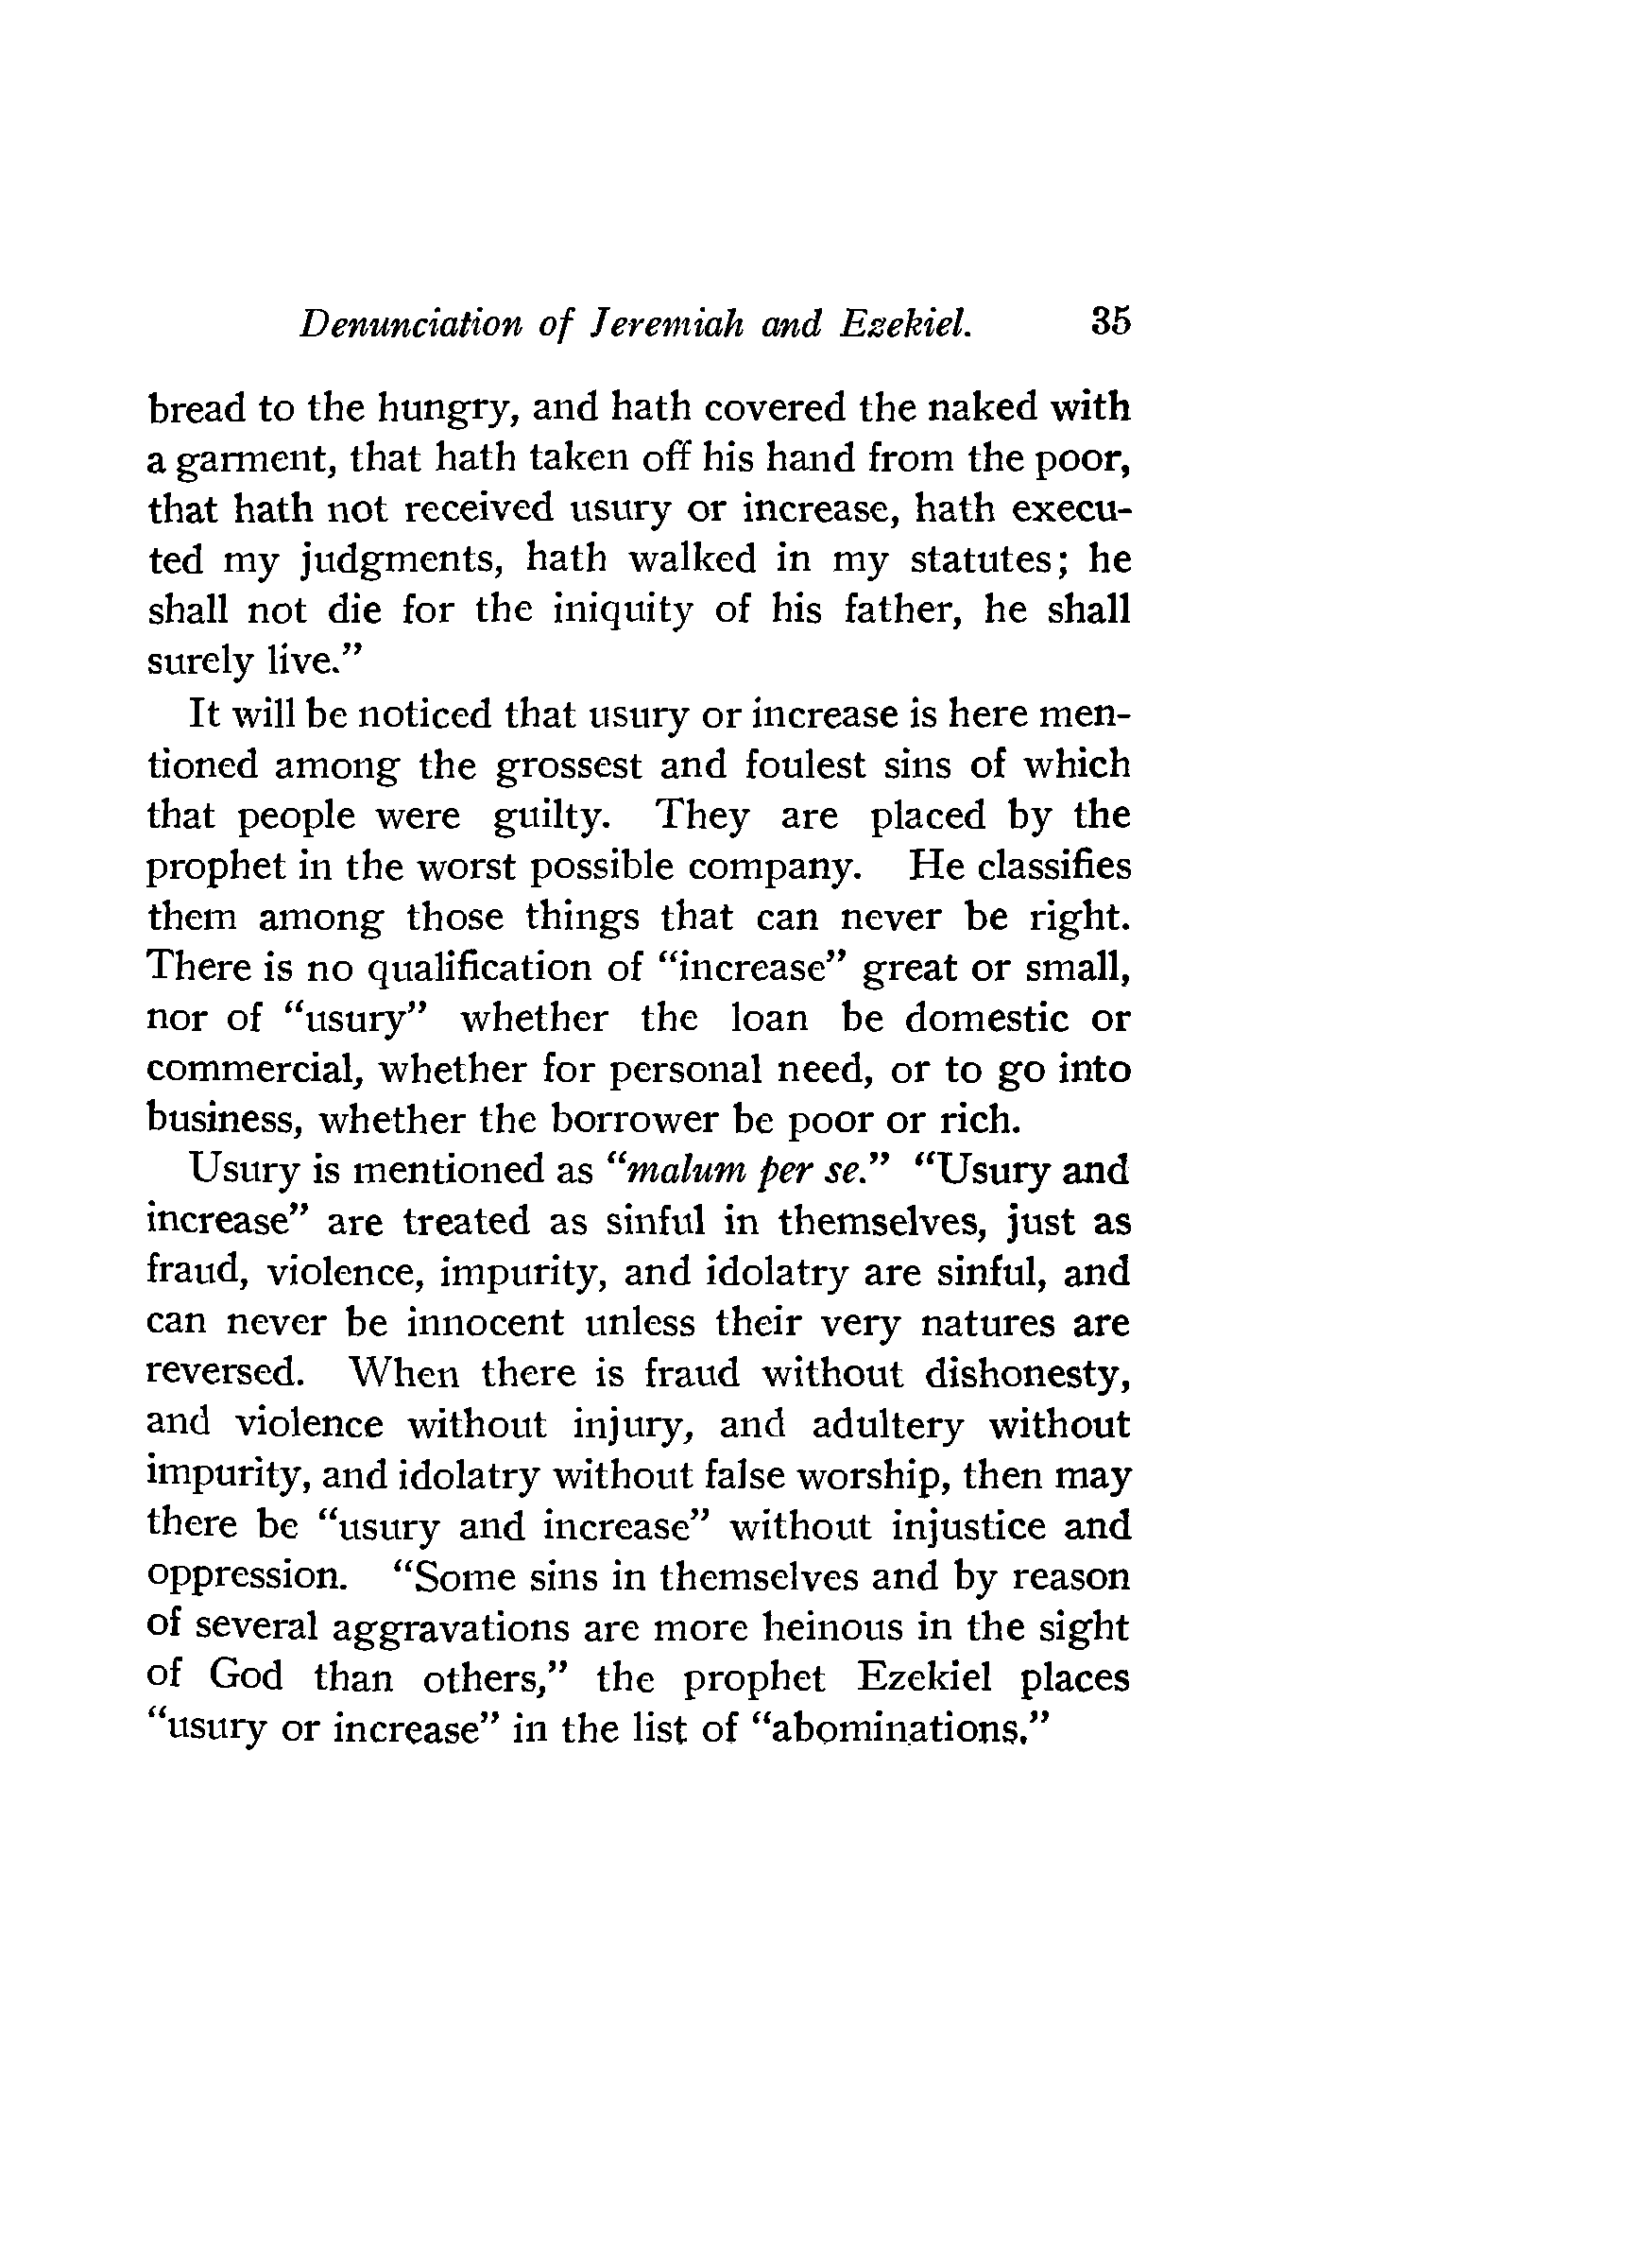 Denunciation of Jeremiah and Ezekiel. 35
bread to the hungry, and hath covered the naked with
a garment, that hath taken off his hand from the poor,
that hath not received usury or increase, hath execu-
ted my judgments, hath walked in my statutes; he
shall not die for the iniquity of his father, he shall
surely live.”
It will be noticed that usury or increase is here men-
tioned among the grossest and foulest sins of which
that people were guilty. They are placed by the
prophet in the worst possible company. He classifies
them among those things that can never be right.
There is no qualification of “increase” great or small,
nor of “usury” whether the loan be domestic or
commercial, whether for personal need, or to go into
business, whether the borrower be poor or rich.
Usury is mentioned as “malum per se.” “Usury and
increase” are treated as sinful in themselves, just as
fraud, violence, impurity, and idolatry are sinful, and
can never be innocent unless their very natures are
reversed. When there is fraud without dishonesty,
and violence without injury, and adultery without
impurity, and idolatry without false worship, then may
there be “usury and increase” without injustice and
oppression. “Some sins in themselves and by reason
of several aggravations are more heinous in the sight
of God than others,” the prophet Ezekiel places
“usury or increase” in the list of “abominations.”